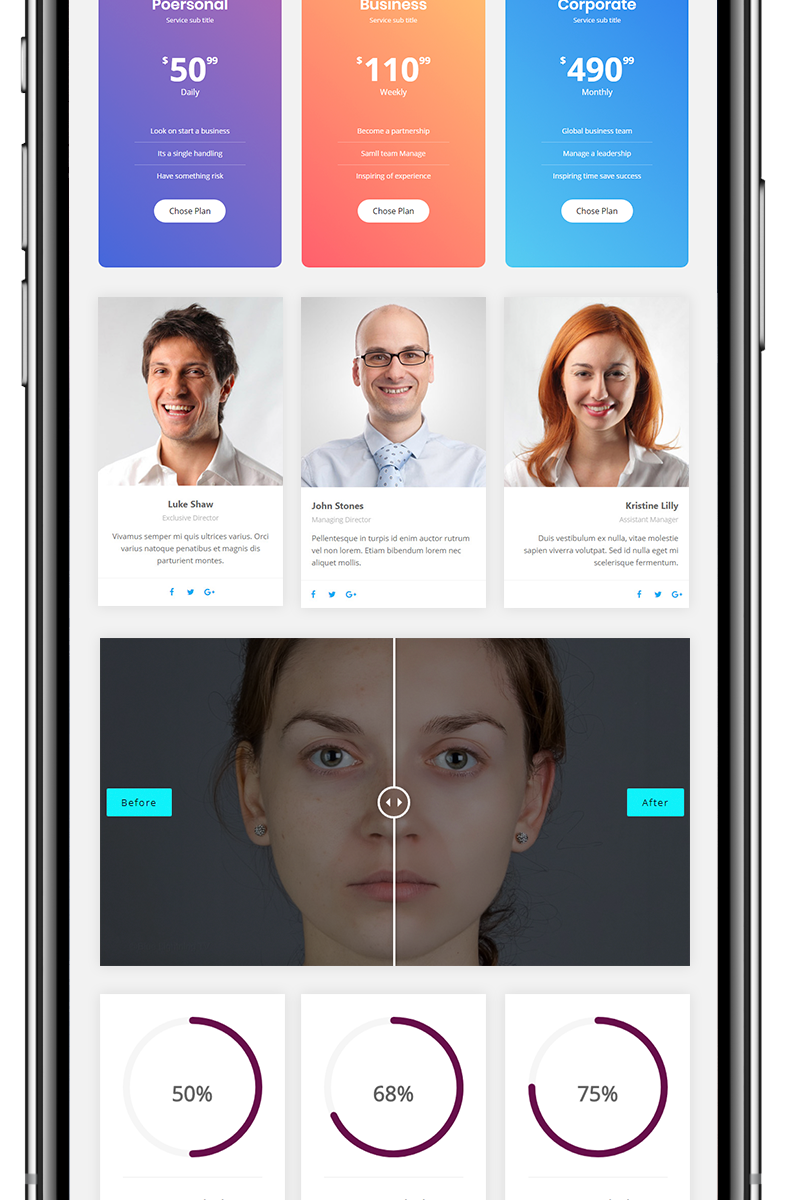 Poersonal
Service sub title
$50 99
Daily
Look on start a business
Its a single handling
Have something risk
Chose Plan
Business
Service sub title
$110 99
Weekly
Become a partnership
Samll team Manage
Inspiring of experience
Chose Plan
Corporate
Service sub title
$490 99
Monthly
Global business team
Manage a leadership
Inspiring time save success
Chose Plan
Luke Shaw
Exclusive Director
Vivamus semper mi quis ultrices varius. Orci
varius natoque penatibus et magnis dis
parturient montes.
f G+
John Stones
Managing Director
Pellentesque in turpis id enim auctor rutrum
vel non lorem. Etiam bibendum lorem nec
aliquet mollis.
f G+
Kristine Lilly
Assistant Manager
Duis vestibulum ex nulla, vitae molestie
sapien viverra volutpat. Sed id nulla eget mi
scelerisque fermentum.
f G+
Before
After
50%
68%
75%